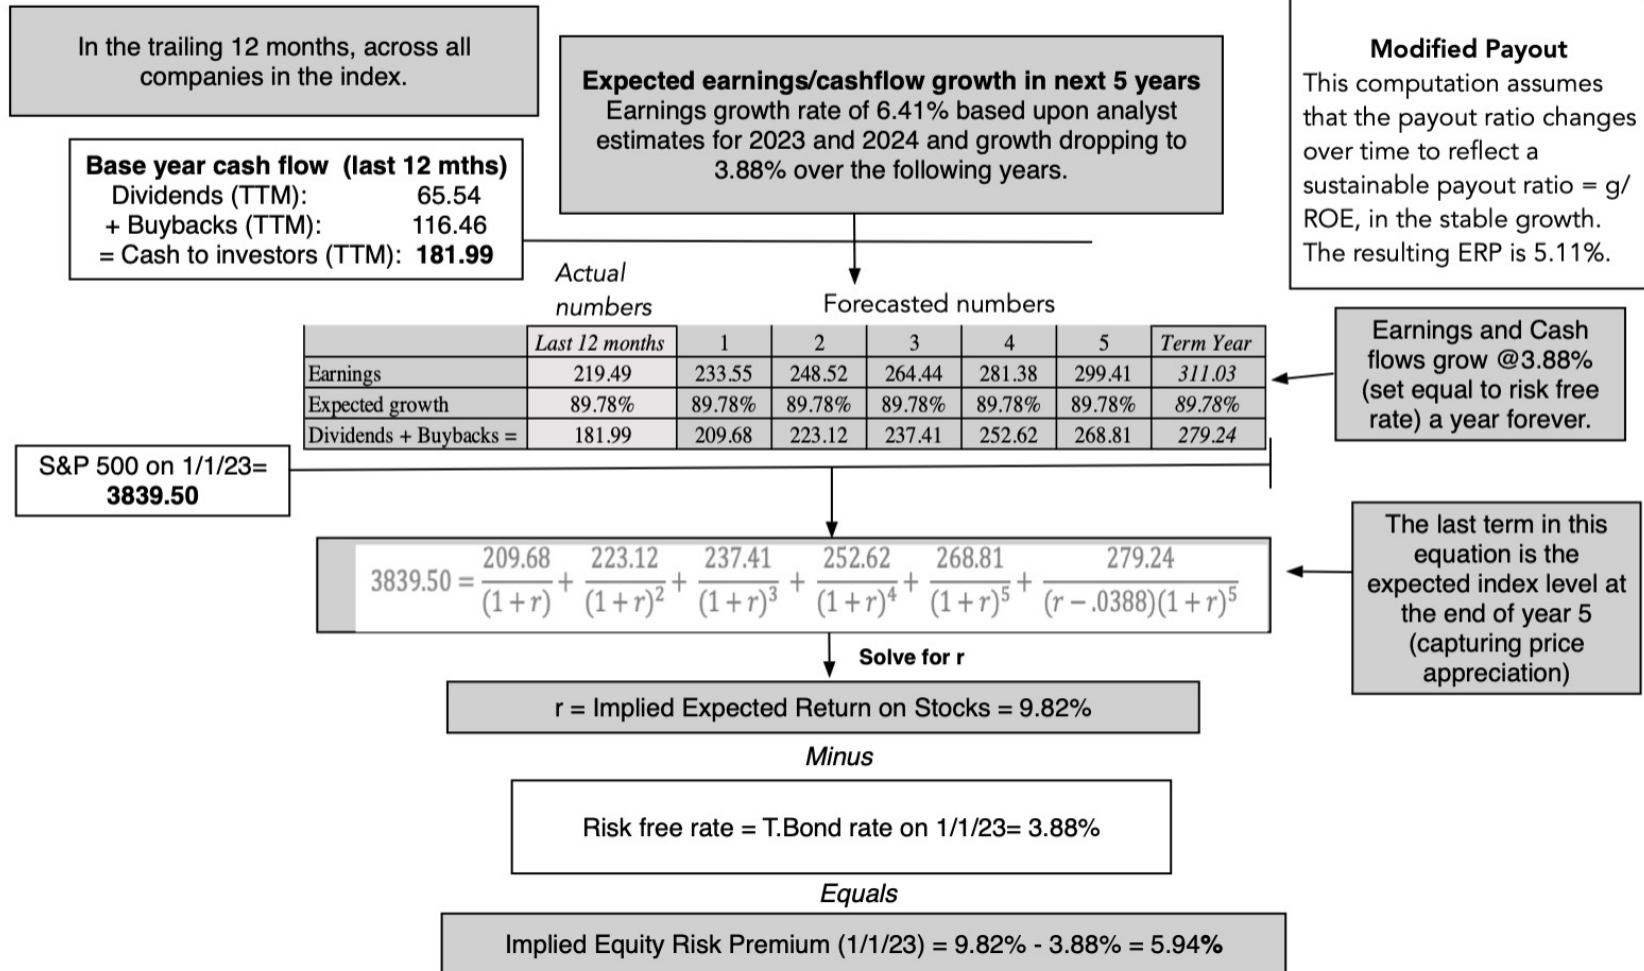 In the trailing 12 months, across all
companies in the index.
Base year cash flow (last 12 mths)
Dividends (TTM): 65.54
+ Buybacks (TTM): 116.46
= Cash to investors (TTM): 181.99
Expected earnings/cashflow growth in next 5 years
Earnings growth rate of 6.41% based upon analyst
estimates for 2023 and 2024 and growth dropping to
3.88% over the following years.
Modified Payout
This computation assumes
that the payout ratio changes
over time to reflect a
sustainable payout ratio = g/
ROE, in the stable growth.
The resulting ERP is 5.11%.
Actual
numbers
Forecasted numbers
Last 12 months 1 2 3 4 5 Term Year
Earnings 219.49 233.55 248.52 264.44 281.38 299.41 311.03
Expected growth 89.78% 89.78% 89.78% 89.78% 89.78% 89.78% 89.78%
Dividends + Buybacks = 181.99 209.68 223.12 237.41 252.62 268.81 279.24
Earnings and Cash
flows grow @3.88%
(set equal to risk free
rate) a year forever.
S&P 500 on 1/1/23=
3839.50
3839.50 = 209.68/(1+r) + 223.12/(1+r)² + 237.41/(1+r)³ + 252.62/(1+r)⁴ + 268.81/(1+r)⁵ + 279.24/(r−.0388)(1+r)⁵
The last term in this
equation is the
expected index level at
the end of year 5
(capturing price
appreciation)
Solve for r
r = Implied Expected Return on Stocks = 9.82%
Minus
Risk free rate = T.Bond rate on 1/1/23= 3.88%
Equals
Implied Equity Risk Premium (1/1/23) = 9.82% - 3.88% = 5.94%